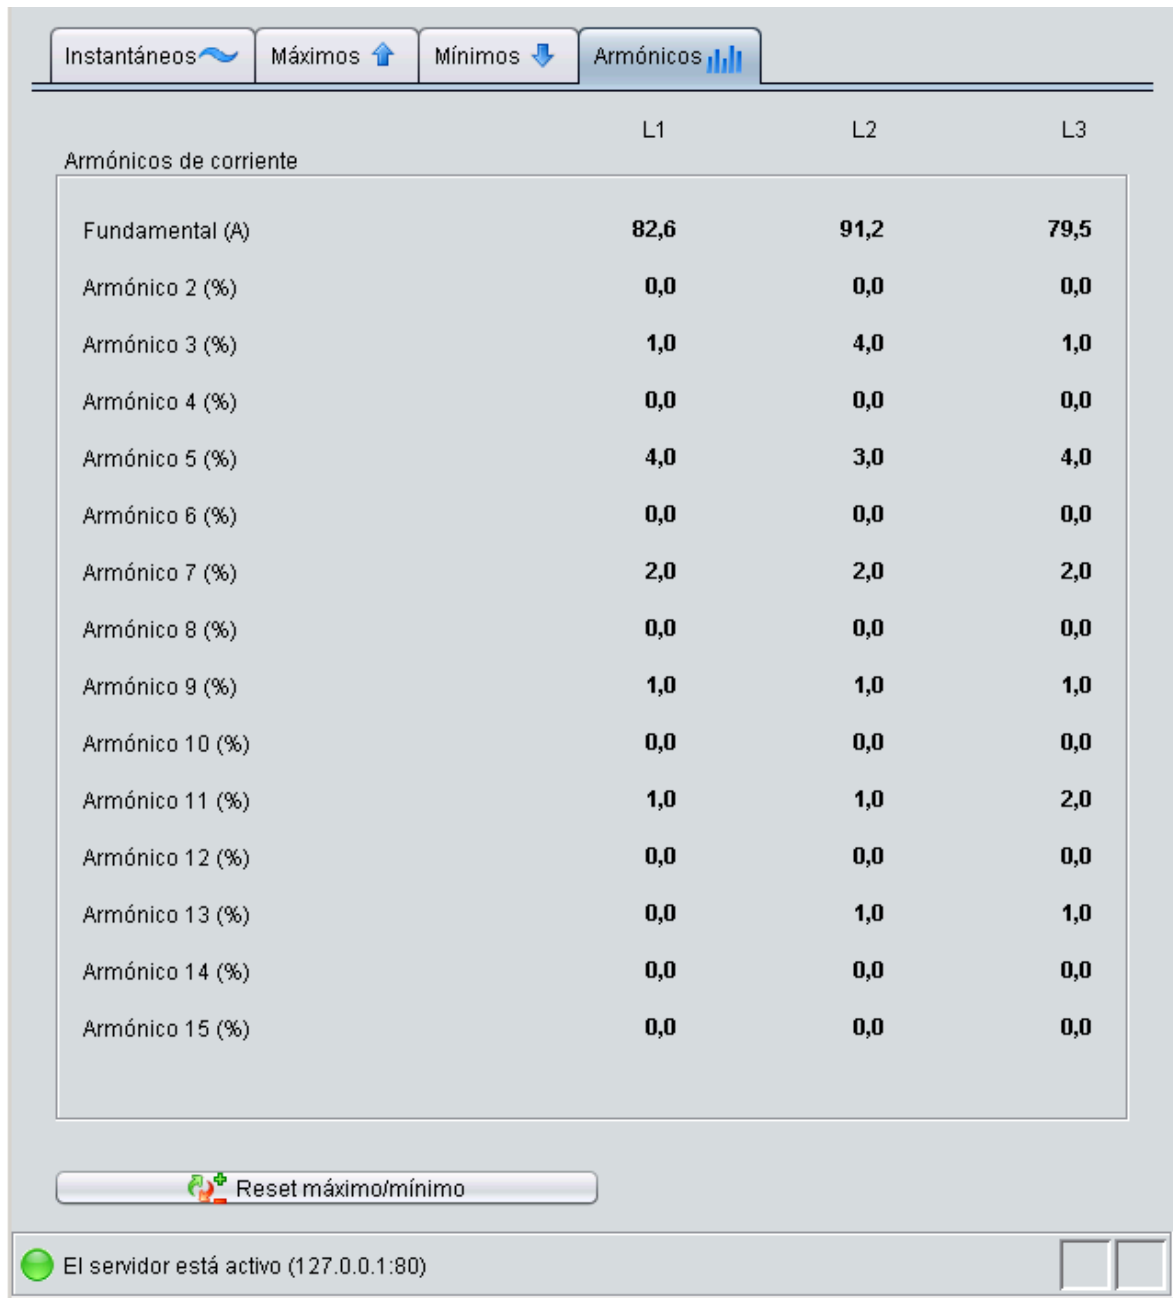 Instantáneos Máximos Mínimos Armónicos
L1 L2 L3
Armónicos de corriente
Fundamental (A) 82,6 91,2 79,5
Armónico 2 (%) 0,0 0,0 0,0
Armónico 3 (%) 1,0 4,0 1,0
Armónico 4 (%) 0,0 0,0 0,0
Armónico 5 (%) 4,0 3,0 4,0
Armónico 6 (%) 0,0 0,0 0,0
Armónico 7 (%) 2,0 2,0 2,0
Armónico 8 (%) 0,0 0,0 0,0
Armónico 9 (%) 1,0 1,0 1,0
Armónico 10 (%) 0,0 0,0 0,0
Armónico 11 (%) 1,0 1,0 2,0
Armónico 12 (%) 0,0 0,0 0,0
Armónico 13 (%) 0,0 1,0 1,0
Armónico 14 (%) 0,0 0,0 0,0
Armónico 15 (%) 0,0 0,0 0,0
Reset máximo/mínimo
El servidor está activo (127.0.0.1:80)